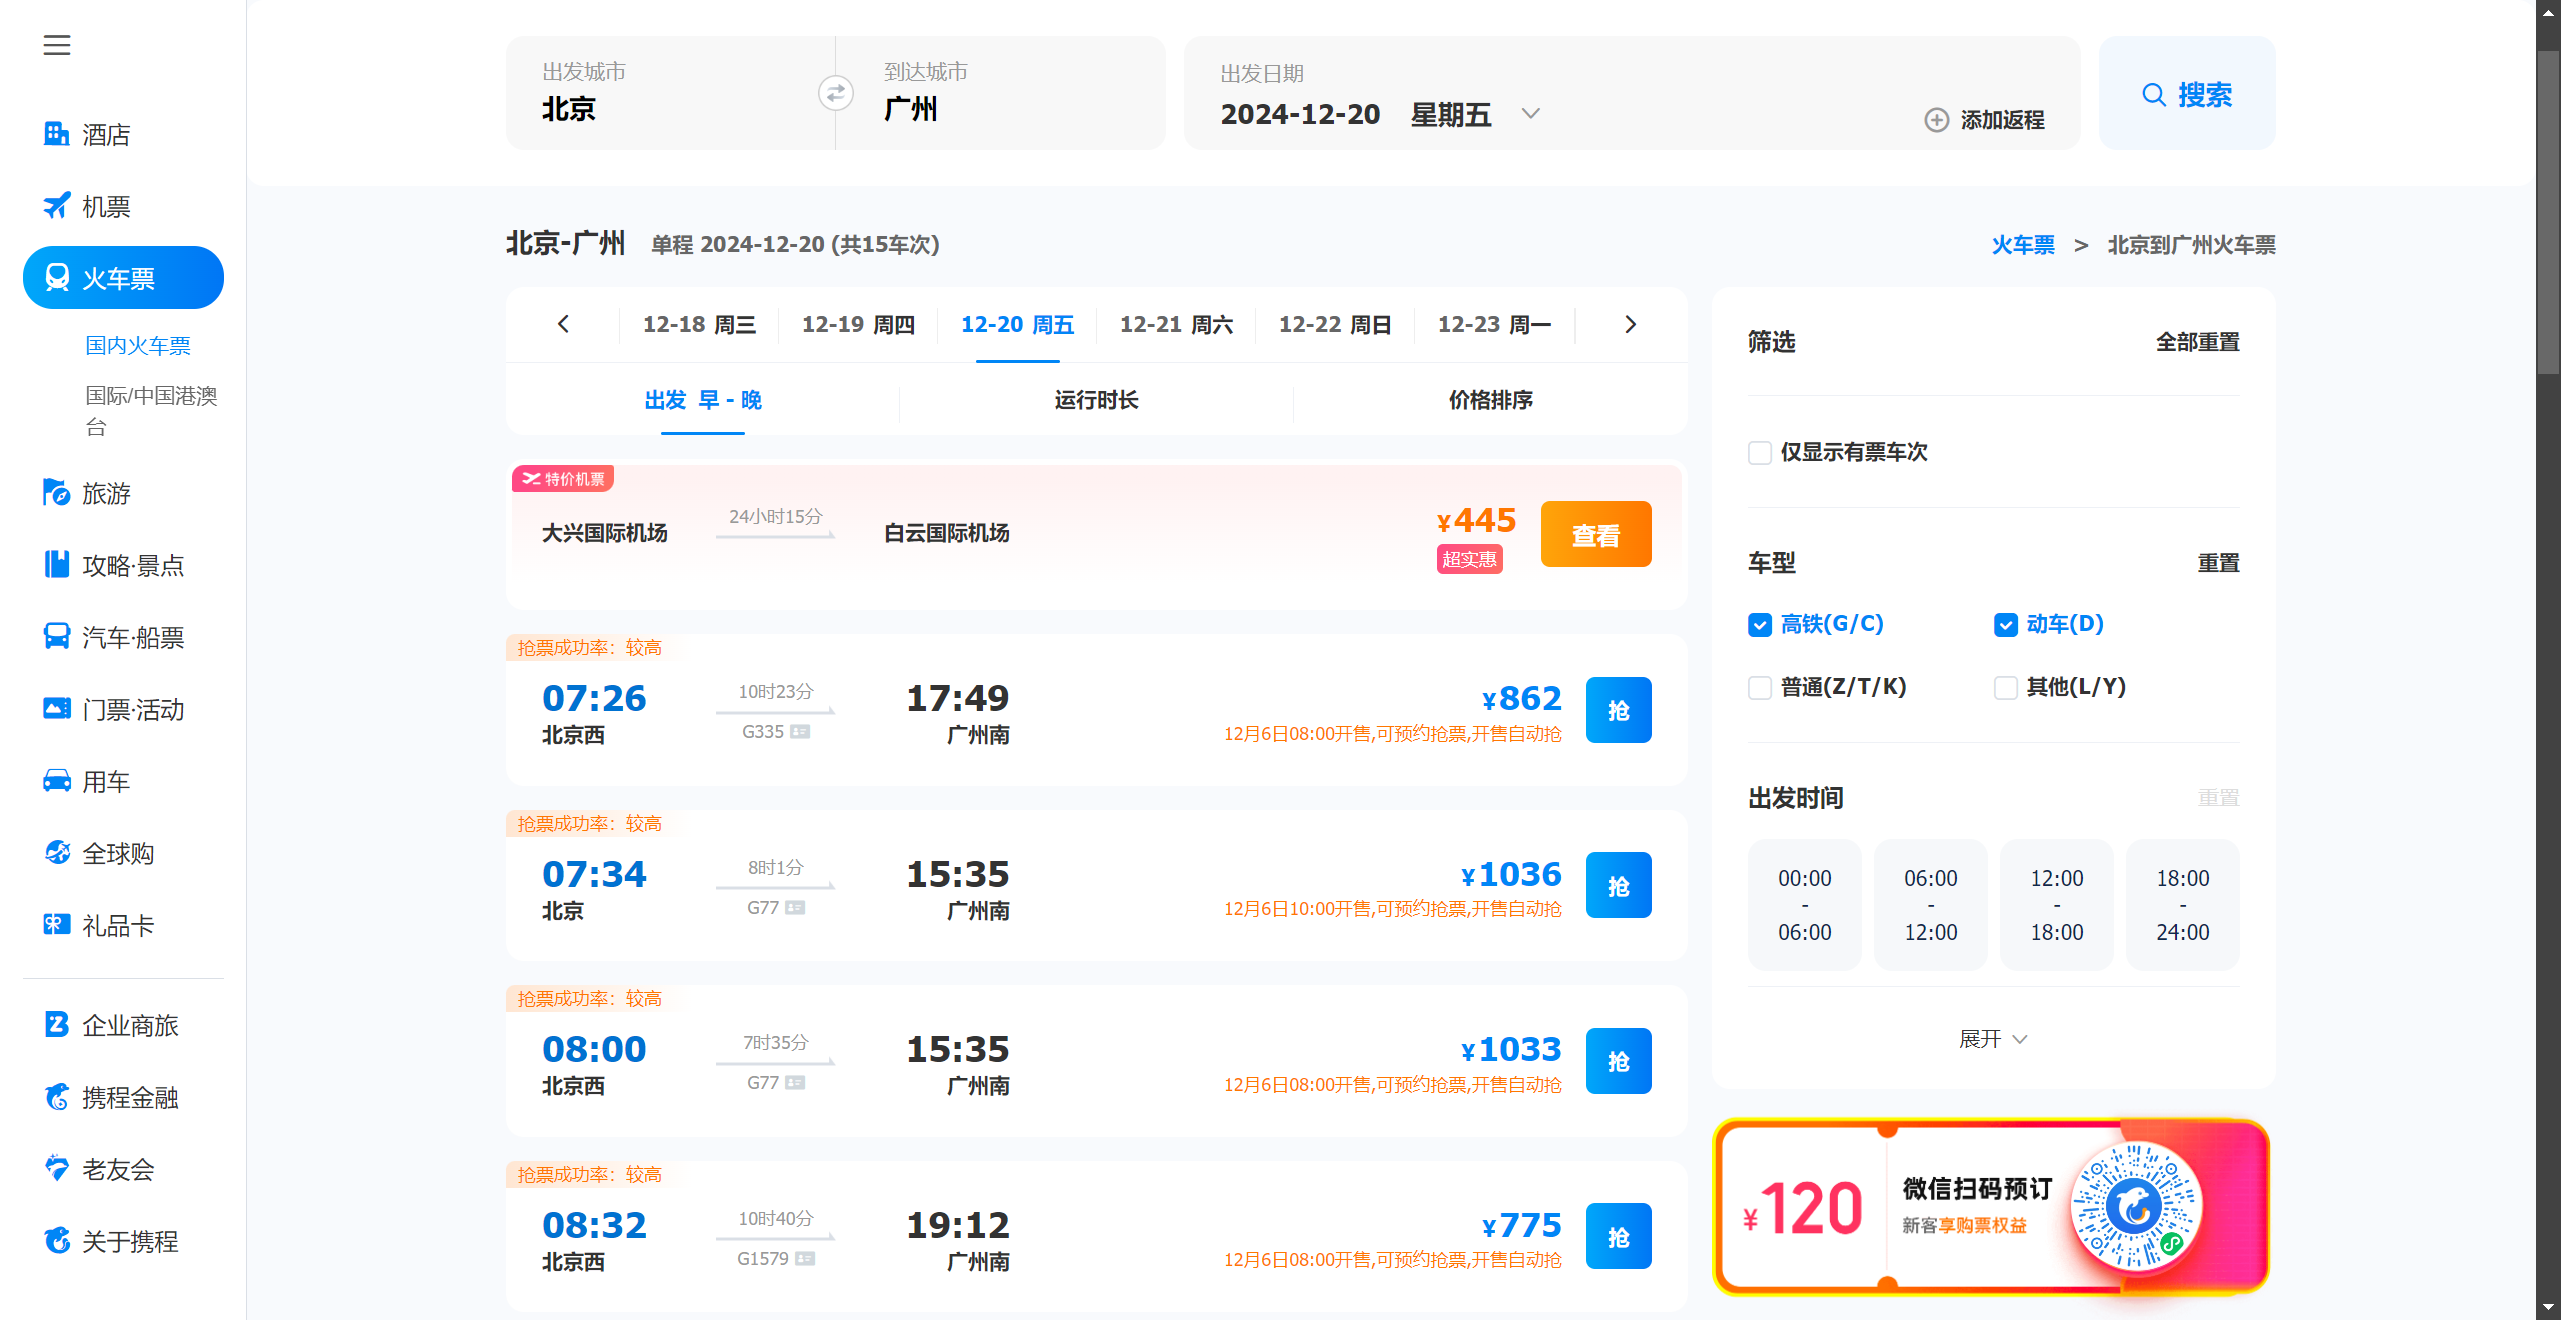 出发城市
北京
到达城市
广州
出发日期
2024-12-20 星期五
添加返程
搜索
酒店
机票
火车票
国内火车票
国际/中国港澳
台
旅游
攻略·景点
汽车·船票
门票·活动
用车
全球购
礼品卡
企业商旅
携程金融
老友会
关于携程
北京-广州 单程 2024-12-20 (共15车次)
火车票 > 北京到广州火车票
12-18 周三
12-19 周四
12-20 周五
12-21 周六
12-22 周日
12-23 周一
出发 早 - 晚
运行时长
价格排序
特价机票
大兴国际机场
24小时15分
白云国际机场
¥445
超实惠
查看
抢票成功率：较高
07:26
北京西
10时23分
G335
17:49
广州南
¥862
12月6日08:00开售,可预约抢票,开售自动抢
抢
抢票成功率：较高
07:34
北京
8时1分
G77
15:35
广州南
¥1036
12月6日10:00开售,可预约抢票,开售自动抢
抢
抢票成功率：较高
08:00
北京西
7时35分
G77
15:35
广州南
¥1033
12月6日08:00开售,可预约抢票,开售自动抢
抢
抢票成功率：较高
08:32
北京西
10时40分
G1579
19:12
广州南
¥775
12月6日08:00开售,可预约抢票,开售自动抢
抢
筛选
全部重置
仅显示有票车次
车型
重置
高铁(G/C)
动车(D)
普通(Z/T/K)
其他(L/Y)
出发时间
重置
00:00
-
06:00
06:00
-
12:00
12:00
-
18:00
18:00
-
24:00
展开
¥120
微信扫码预订
新客享购票权益